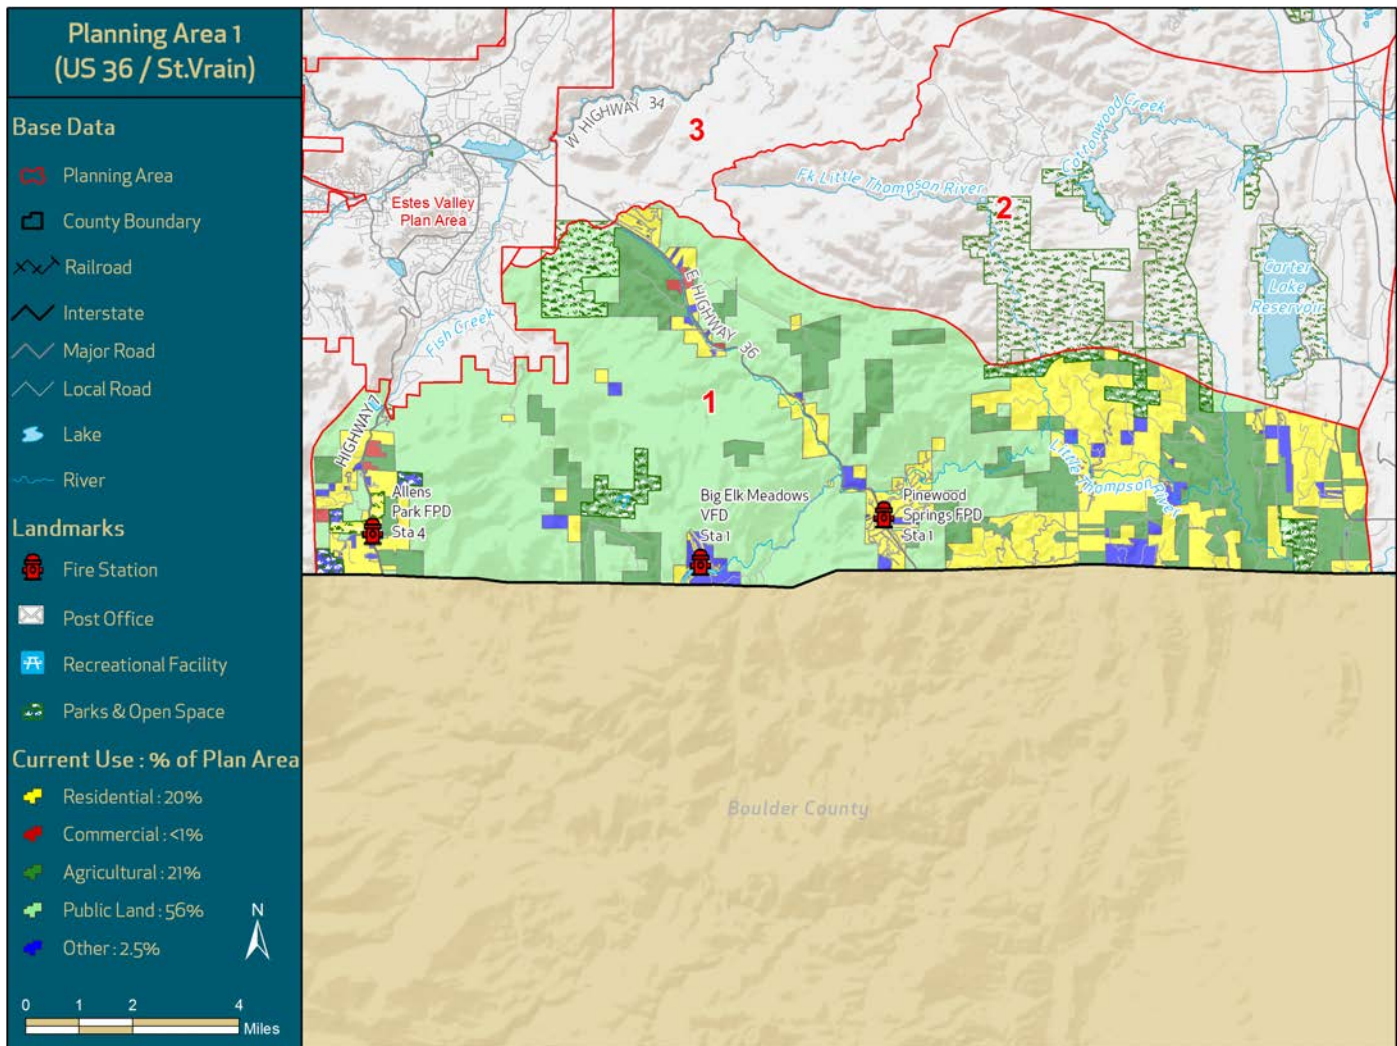 Planning Area 1
(US 36 / St.Vrain)
Base Data
Planning Area
County Boundary
Railroad
Interstate
Major Road
Local Road
Lake
River
Landmarks
Fire Station
Post Office
Recreational Facility
Parks & Open Space
Current Use : % of Plan Area
Residential : 20%
Commercial : <1%
Agricultural : 21%
Public Land : 56%
Other : 2.5%
N
0 1 2 4
Miles
W HIGHWAY 34
3
Cottonwood Creek
Fk Little Thompson River
2
Estes Valley
Plan Area
Carter
Lake
Reservoir
E HIGHWAY 36
Fish Creek
1
HIGHWAY 7
Little
Thompson
River
Allens
Park FPD
Sta 4
Big Elk Meadows
VFD
Sta 1
Pinewood
Springs FPD
Sta 1
Boulder County